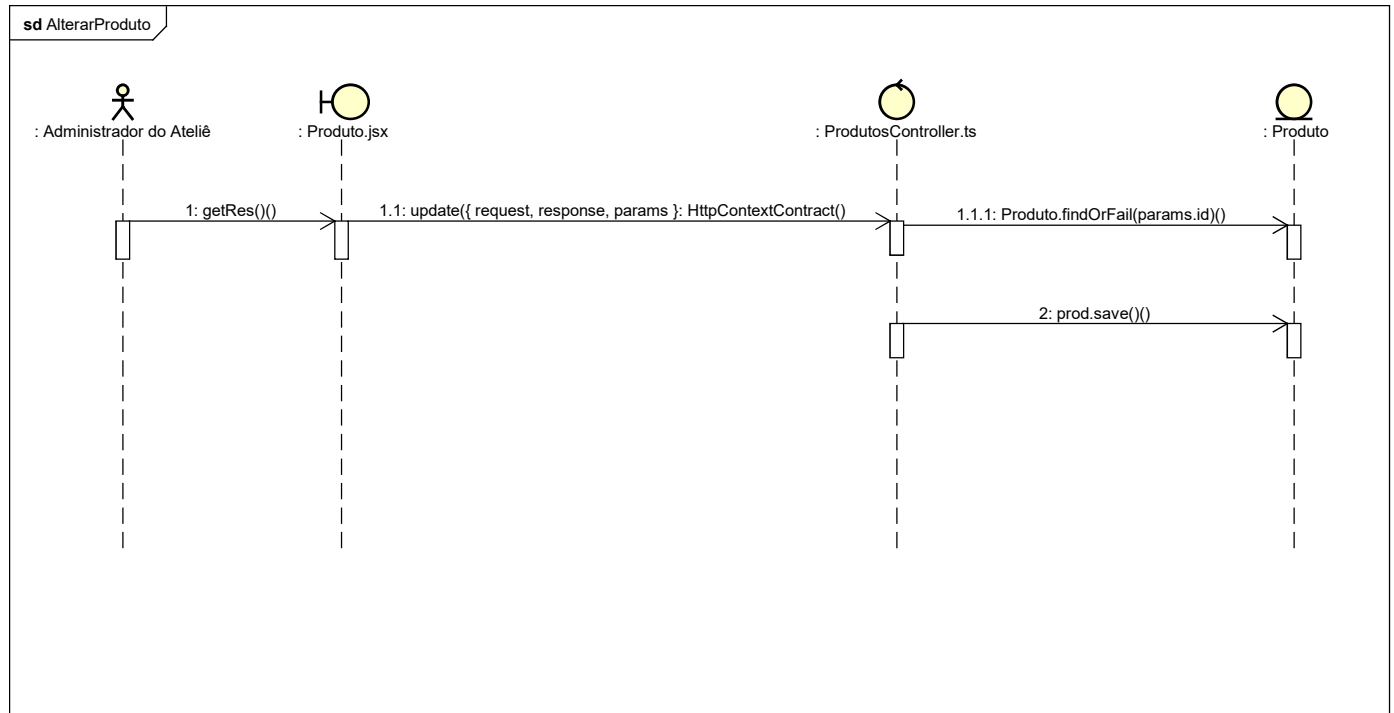 sd AlterarProduto
: Administrador do Ateliê
: Produto.jsx
: ProdutosController.ts
: Produto
1: getRes()()
1.1: update({ request, response, params }: HttpContextContract()
1.1.1: Produto.findOrFail(params.id)()
2: prod.save()()